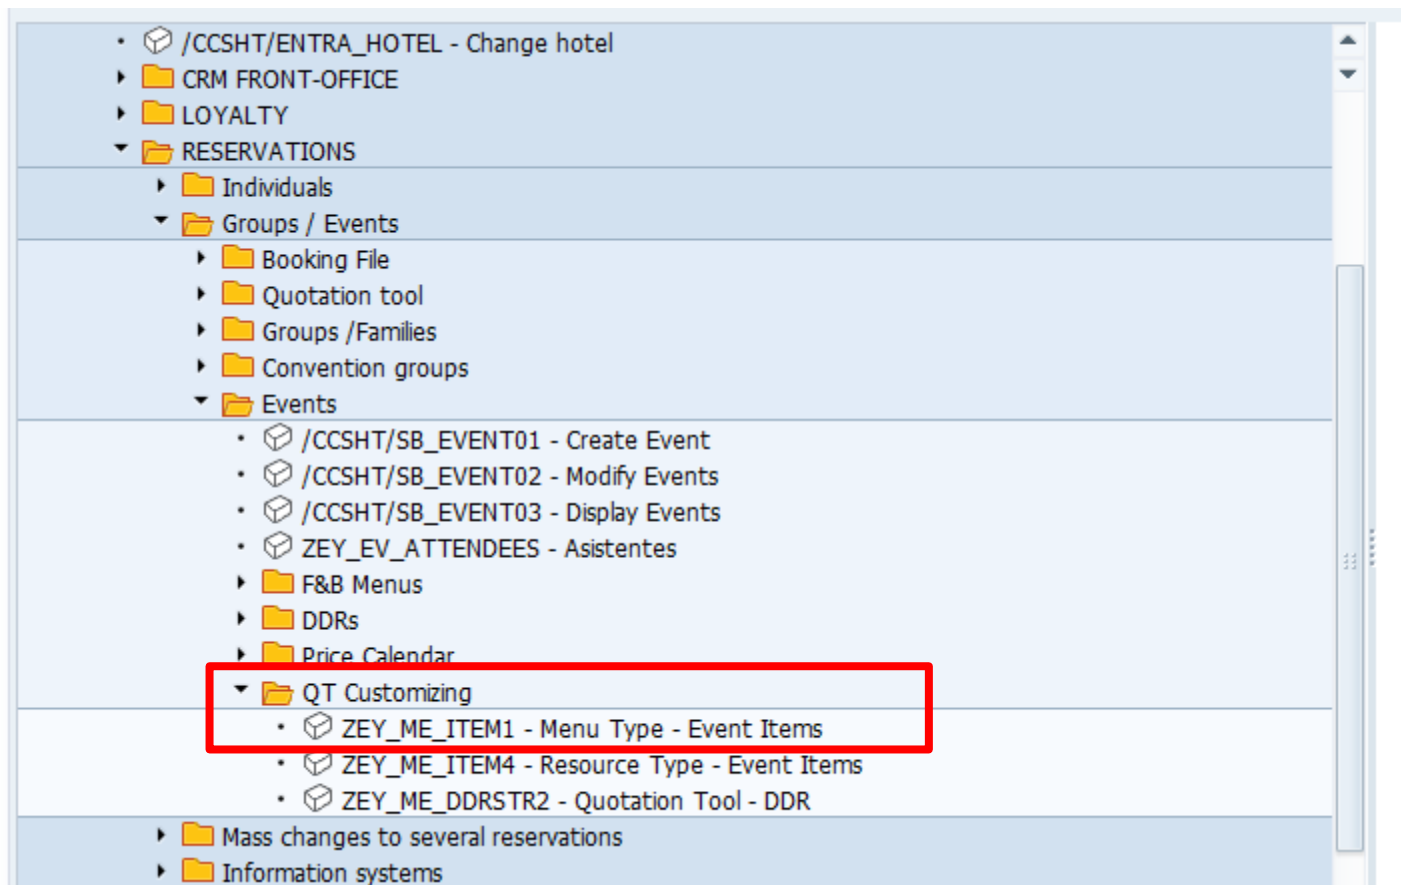 /CCSHT/ENTRA_HOTEL - Change hotel
CRM FRONT-OFFICE
LOYALTY
RESERVATIONS
Individuals
Groups / Events
Booking File
Quotation tool
Groups /Families
Convention groups
Events
/CCSHT/SB_EVENT01 - Create Event
/CCSHT/SB_EVENT02 - Modify Events
/CCSHT/SB_EVENT03 - Display Events
ZEY_EV_ATTENDEES - Asistentes
F&B Menus
DDRs
Price Calendar
QT Customizing
ZEY_ME_ITEM1 - Menu Type - Event Items
ZEY_ME_ITEM4 - Resource Type - Event Items
ZEY_ME_DDRSTR2 - Quotation Tool - DDR
Mass changes to several reservations
Information systems